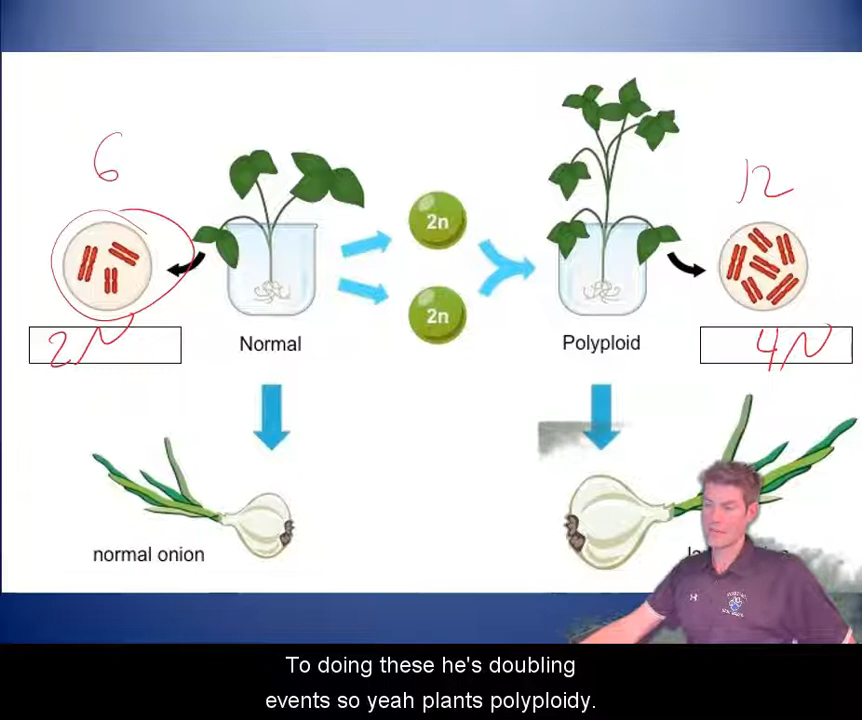 6
12
2n
2n
2N
Normal
Polyploid
4N
normal onion
To doing these he's doubling
events so yeah plants polyploidy.